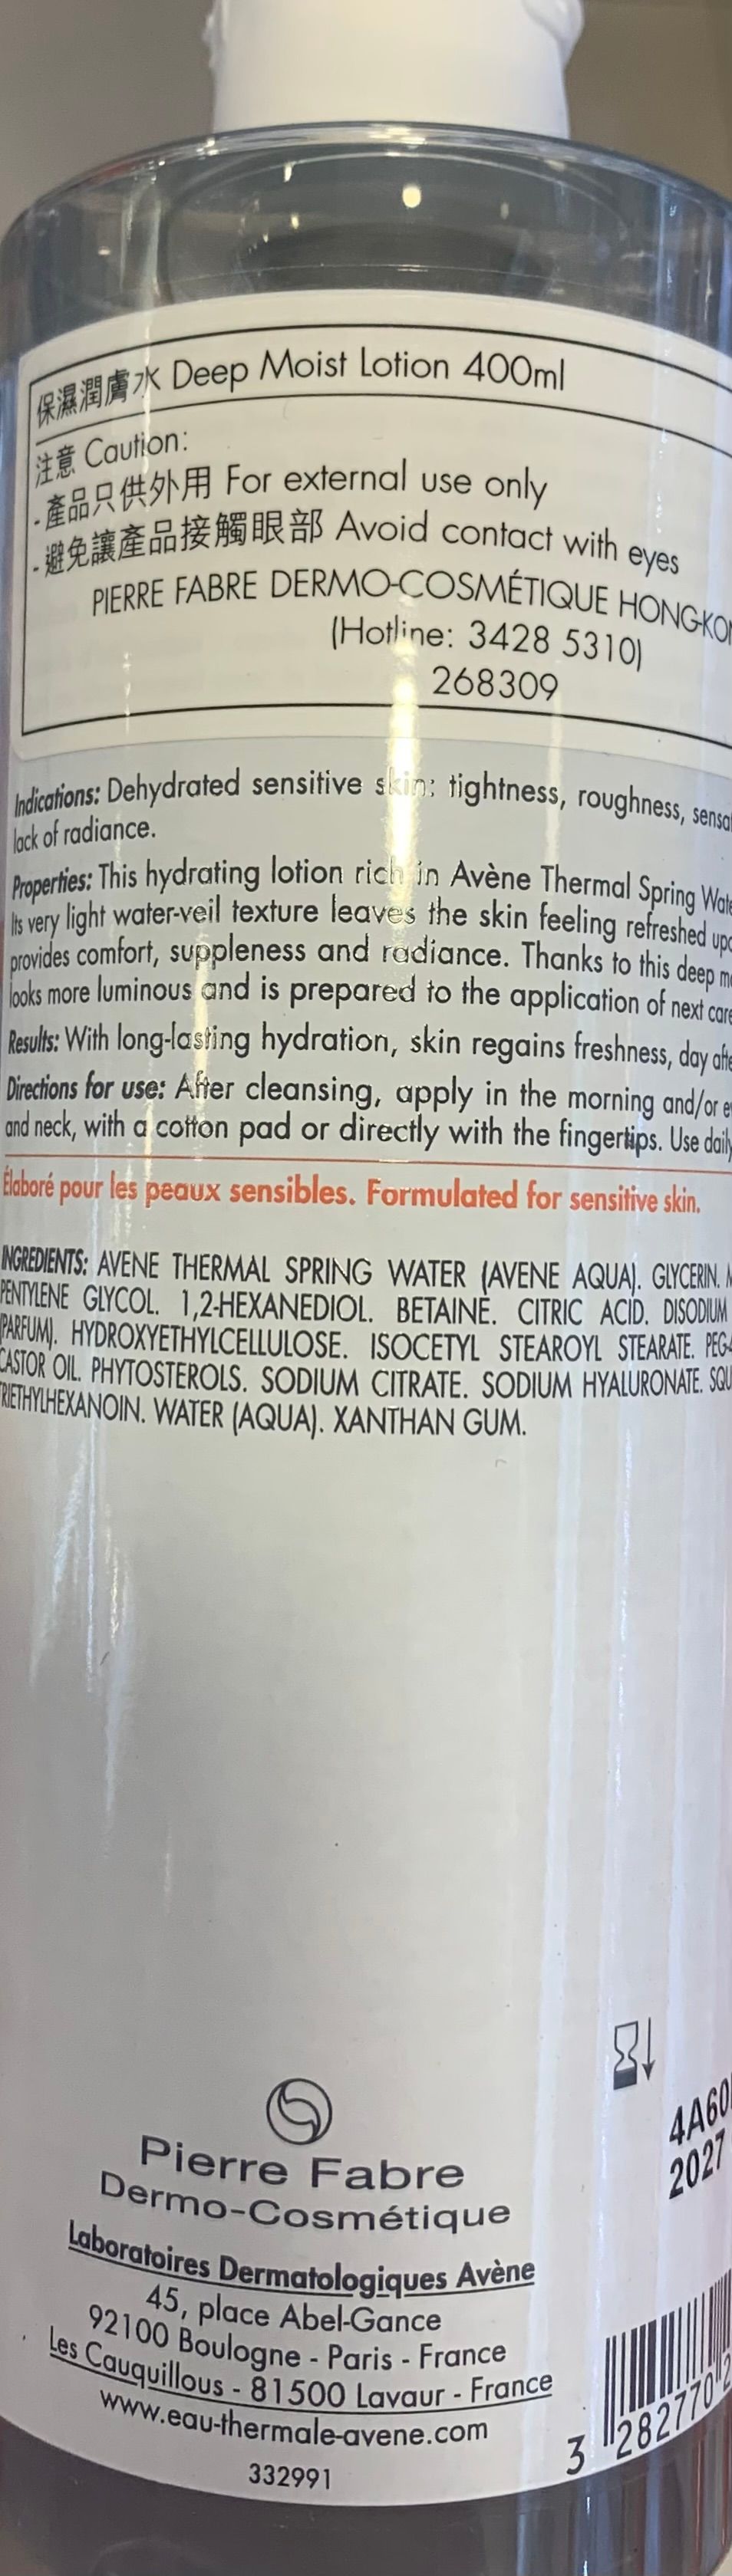 保濕潤膚水 Deep Moist Lotion 400ml
注意 Caution:
- 產品只供外用 For external use only
- 避免讓產品接觸眼部 Avoid contact with eyes
PIERRE FABRE DERMO-COSMÉTIQUE
(Hotline: 3428 5310)
268309
Indications: Dehydrated sensitive skin: tightness, roughness,
lack of radiance.
Properties: This hydrating lotion rich in Avène Thermal Spring
Its very light water-veil texture leaves the skin feeling refreshed
provides comfort, suppleness and radiance. Thanks to this deep
looks more luminous and is prepared to the application of next
Results: With long-lasting hydration, skin regains freshness, day
Directions for use: After cleansing, apply in the morning and/or
and neck, with a cotton pad or directly with the fingertips. Use
Élaboré pour les peaux sensibles. Formulated for sensitive skin.
INGREDIENTS: AVENE THERMAL SPRING WATER (AVENE AQUA). GLYCERIN.
PENTYLENE GLYCOL. 1,2-HEXANEDIOL. BETAINE. CITRIC ACID. DISODIUM
(PARFUM). HYDROXYETHYLCELLULOSE. ISOCETYL STEAROYL STEARATE.
CASTOR OIL. PHYTOSTEROLS. SODIUM CITRATE. SODIUM HYALURONATE.
WATER (AQUA). XANTHAN GUM.
2027
Pierre Fabre
Dermo-Cosmétique
Laboratoires Dermatologiques Avène
45, place Abel-Gance
92100 Boulogne - Paris - France
Les Cauquillous - 81500 Lavaur - France
www.eau-thermale-avene.com
332991
3 282770